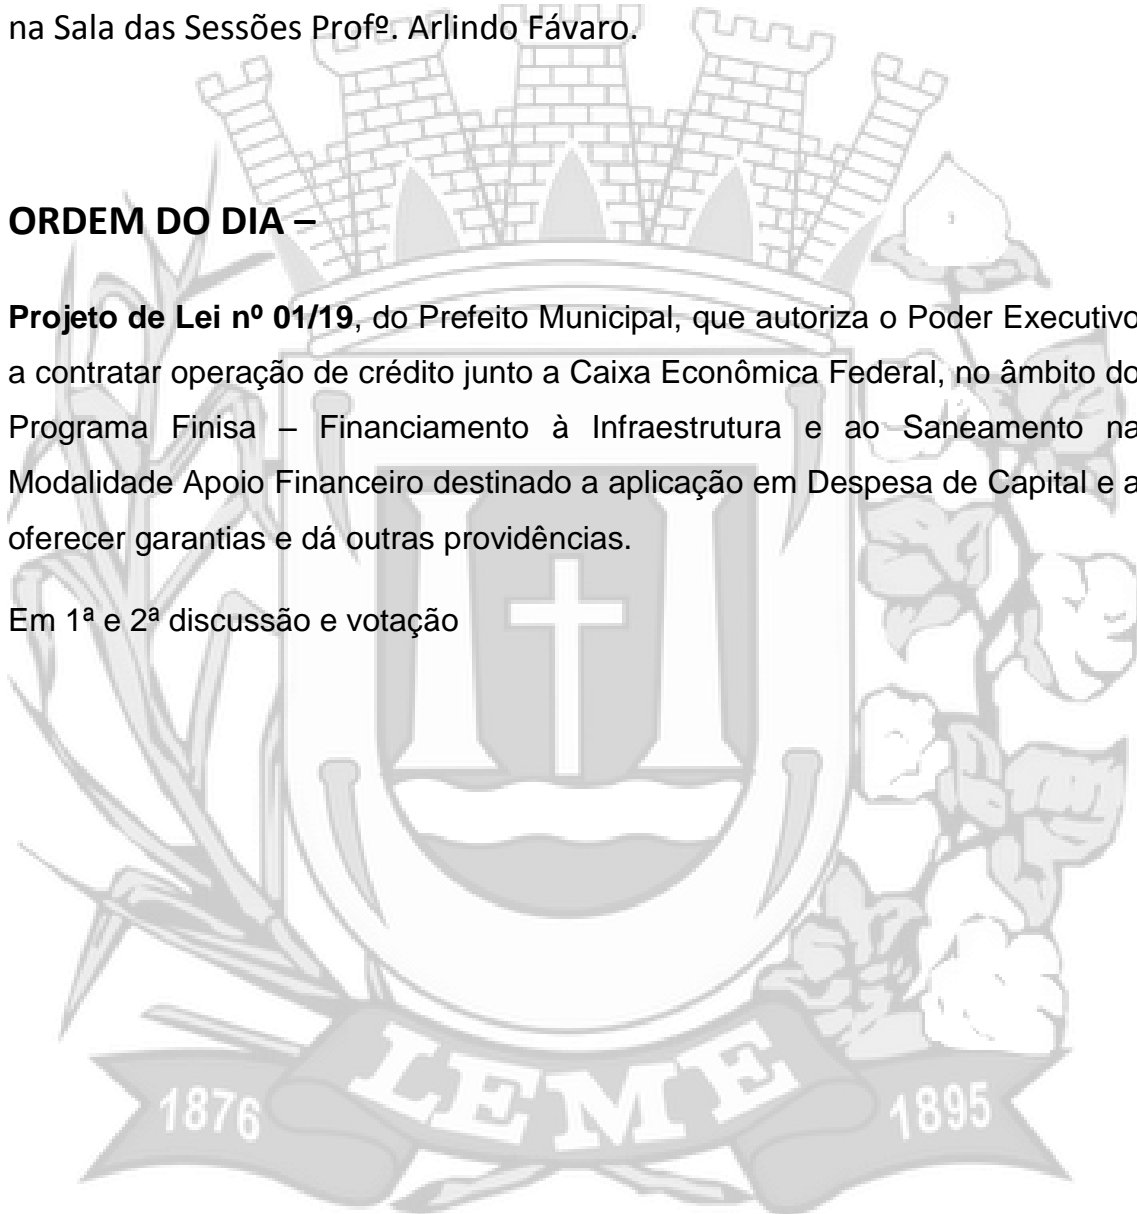 na Sala das Sessões Profº. Arlindo Fávaro.
ORDEM DO DIA –
Projeto de Lei nº 01/19, do Prefeito Municipal, que autoriza o Poder Executivo
a contratar operação de crédito junto a Caixa Econômica Federal, no âmbito do
Programa Finisa – Financiamento à Infraestrutura e ao Saneamento na
Modalidade Apoio Financeiro destinado a aplicação em Despesa de Capital e a
oferecer garantias e dá outras providências.
Em 1ª e 2ª discussão e votação
1876 LEME 1895